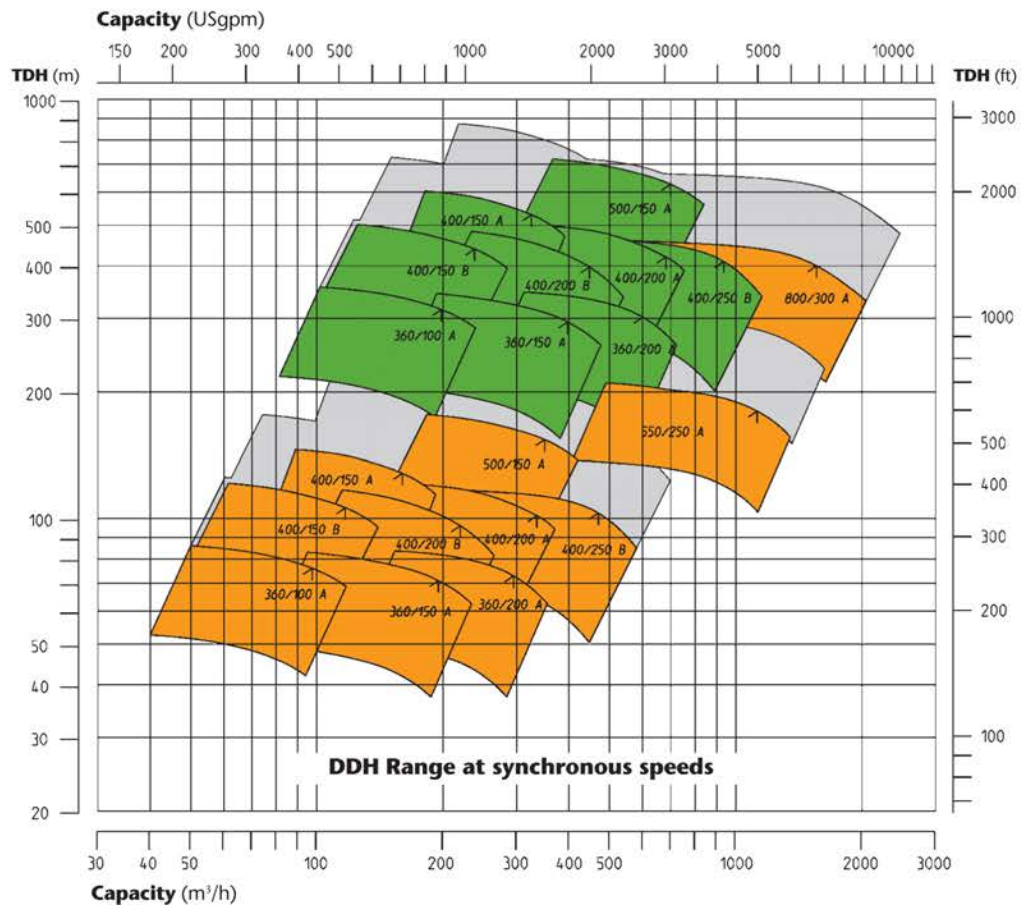 Capacity (USgpm)
150 200 300 400 500 1000 2000 3000 5000 10000
TDH (m)
TDH (ft)
1000
500
400
300
200
100
50
40
30
20
3000
2000
1000
500
400
300
200
100
500/150 A
400/150 A
400/150 B
400/200 B
400/200 A
400/250 B
800/300 A
360/100 A
360/150 A
360/200
550/250 A
500/150 A
400/150 A
400/150 B
400/200 B
400/200 A
400/250 B
360/100 A
360/150 A
360/200 A
DDH Range at synchronous speeds
30 40 50 100 200 300 400 500 1000 2000 3000
Capacity (m³/h)